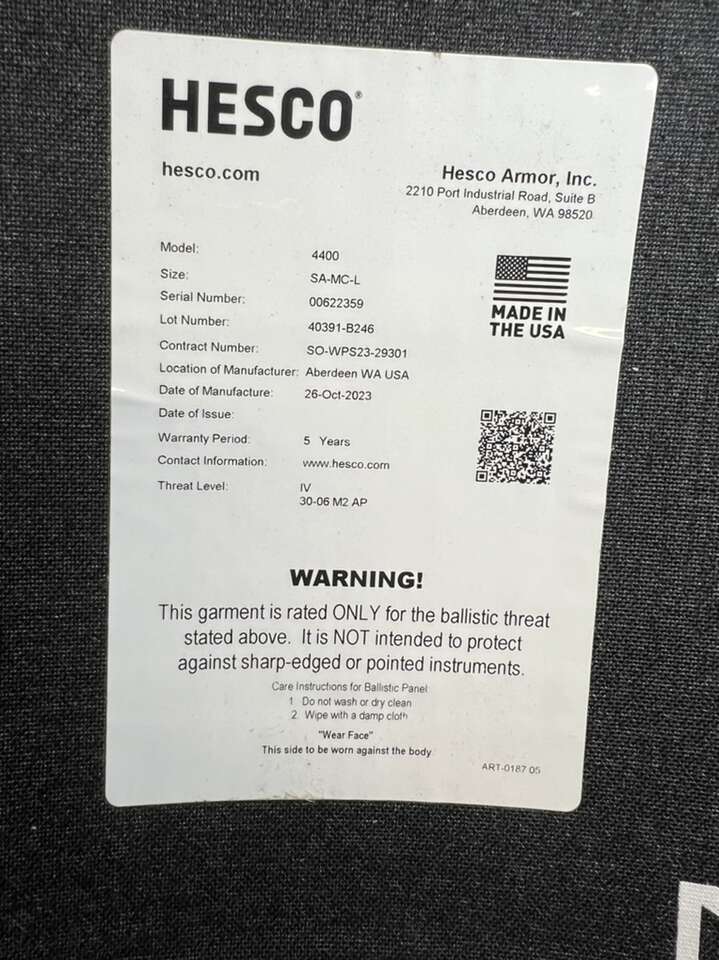 HESCO®
hesco.com
Hesco Armor, Inc.
2210 Port Industrial Road, Suite B
Aberdeen, WA 98520
Model: 4400
Size: SA-MC-L
Serial Number: 00622359
Lot Number: 40391-B246
Contract Number: SO-WPS23-29301
Location of Manufacturer: Aberdeen WA USA
Date of Manufacture: 26-Oct-2023
Date of Issue:
Warranty Period: 5 Years
Contact Information: www.hesco.com
Threat Level: IV
30-06 M2 AP
MADE IN
THE USA
WARNING!
This garment is rated ONLY for the ballistic threat
stated above. It is NOT intended to protect
against sharp-edged or pointed instruments.
Care Instructions for Ballistic Panel
1 Do not wash or dry clean
2. Wipe with a damp cloth
"Wear Face"
This side to be worn against the body
ART-0187 05